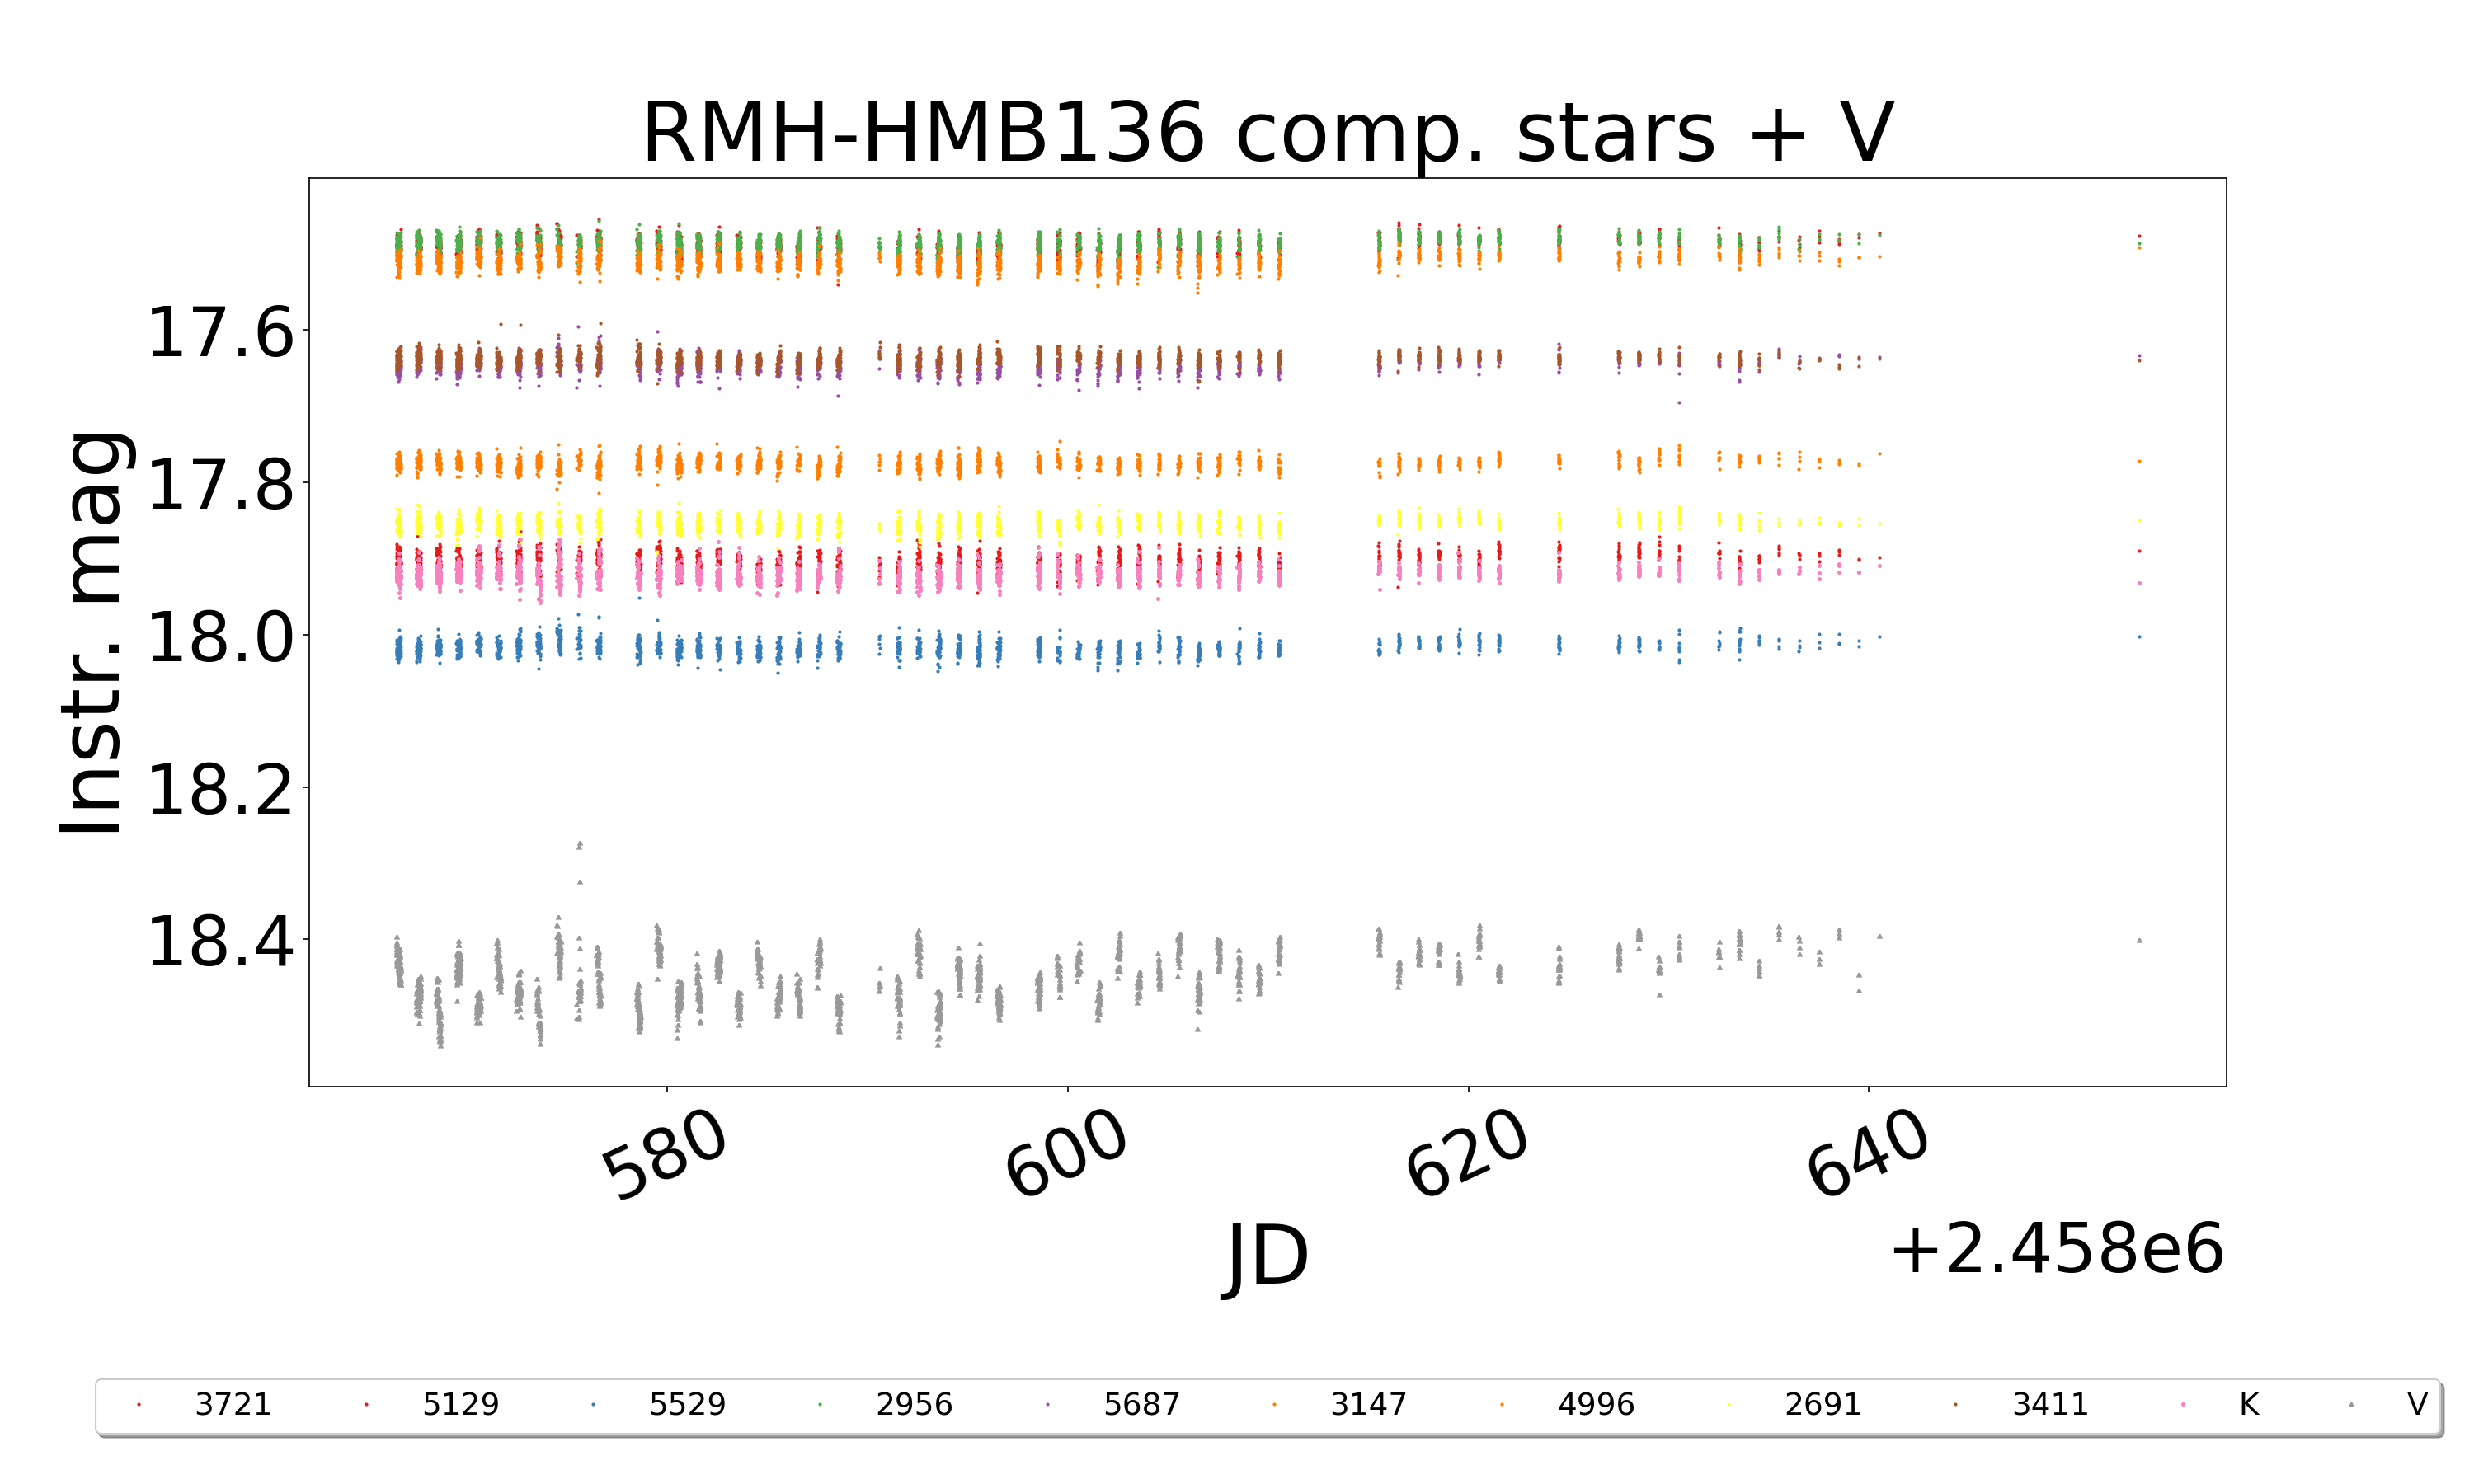 RMH-HMB136 comp. stars + V
Instr. mag
17.6
17.8
18.0
18.2
18.4
580 600 620 640
JD
+2.458e6
3721 5129 5529 2956 5687 3147 4996 2691 3411 K V